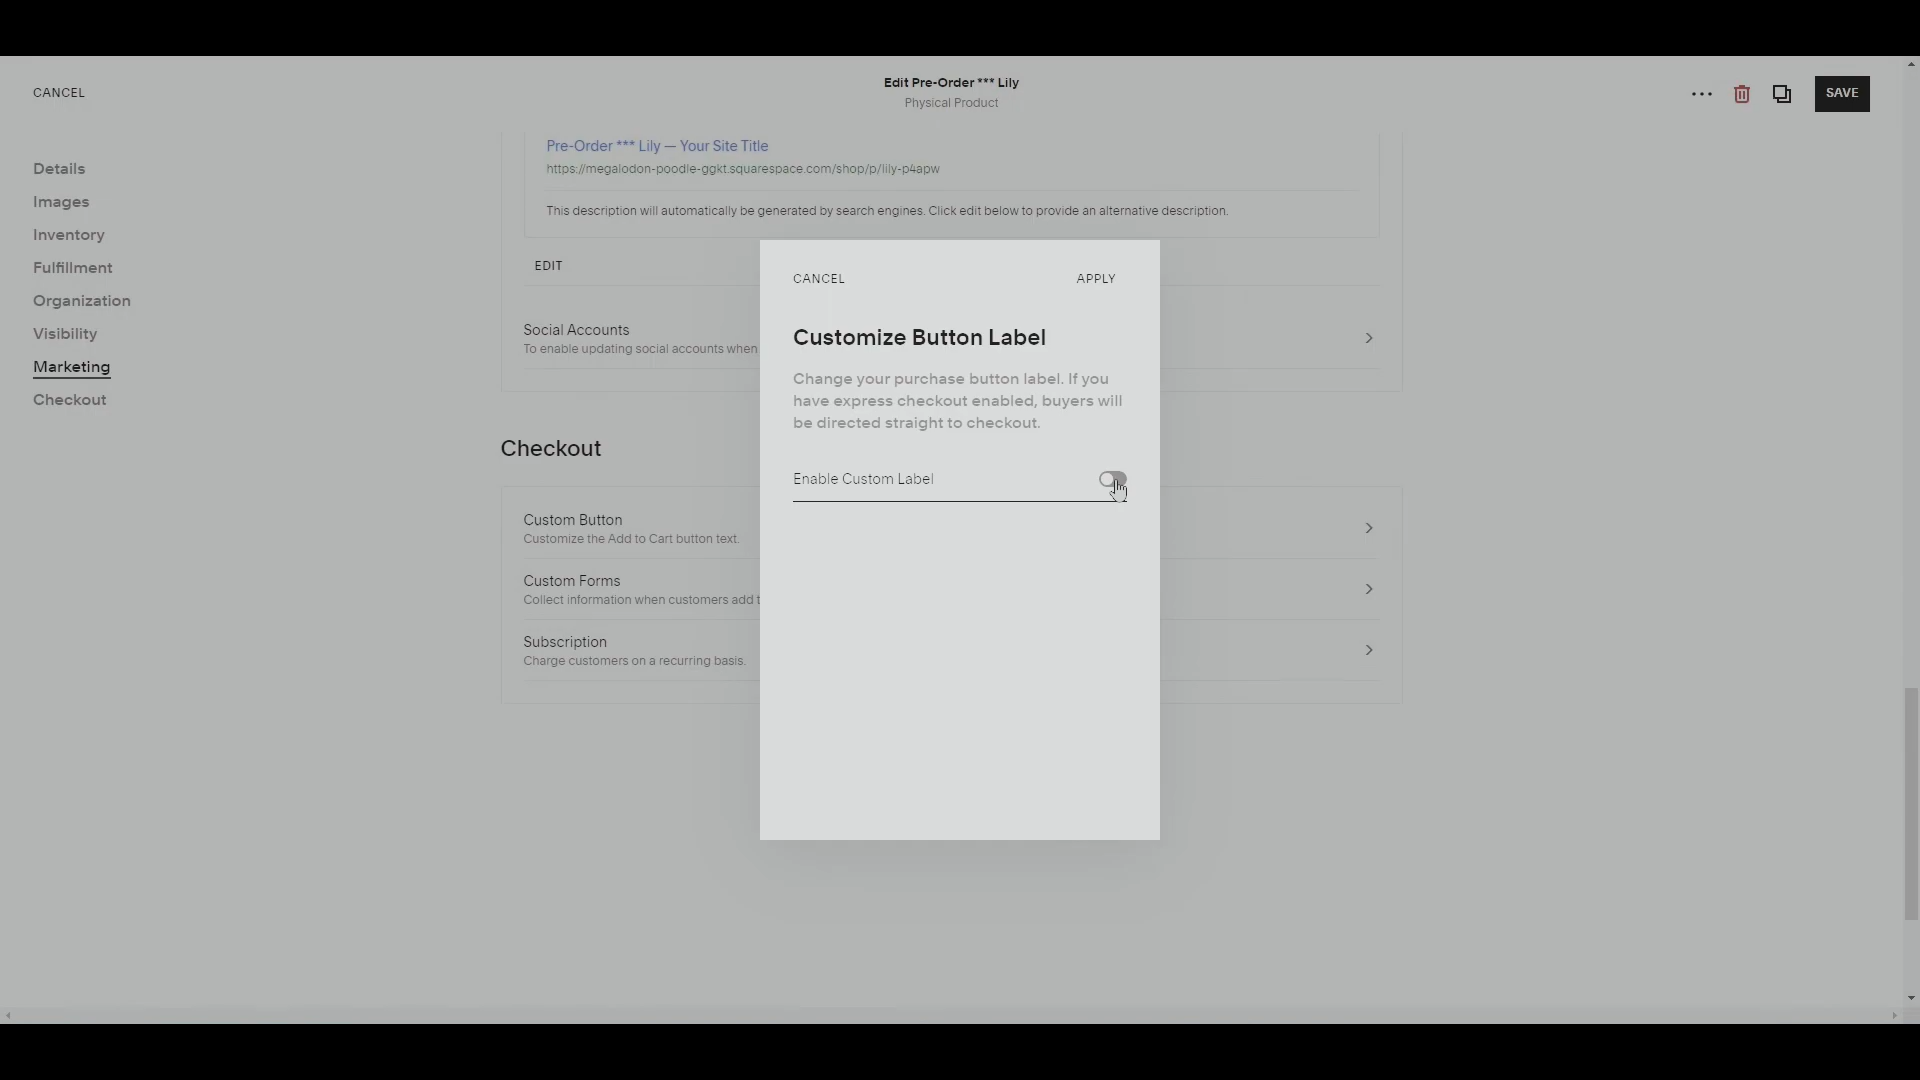 CANCEL
Edit Pre-Order *** Lily
Physical Product
SAVE
Details
Images
Inventory
Fulfillment
Organization
Visibility
Marketing
Checkout
Pre-Order *** Lily — Your Site Title
https://megalodon-poodle-ggkt.squarespace.com/shop/p/lily-p4apw
This description will automatically be generated by search engines. Click edit below to provide an alternative description.
EDIT
Social Accounts
To enable updating social accounts when
Checkout
Custom Button
Customize the Add to Cart button text.
Custom Forms
Collect information when customers add t
Subscription
Charge customers on a recurring basis.
CANCEL
APPLY
Customize Button Label
Change your purchase button label. If you
have express checkout enabled, buyers will
be directed straight to checkout.
Enable Custom Label